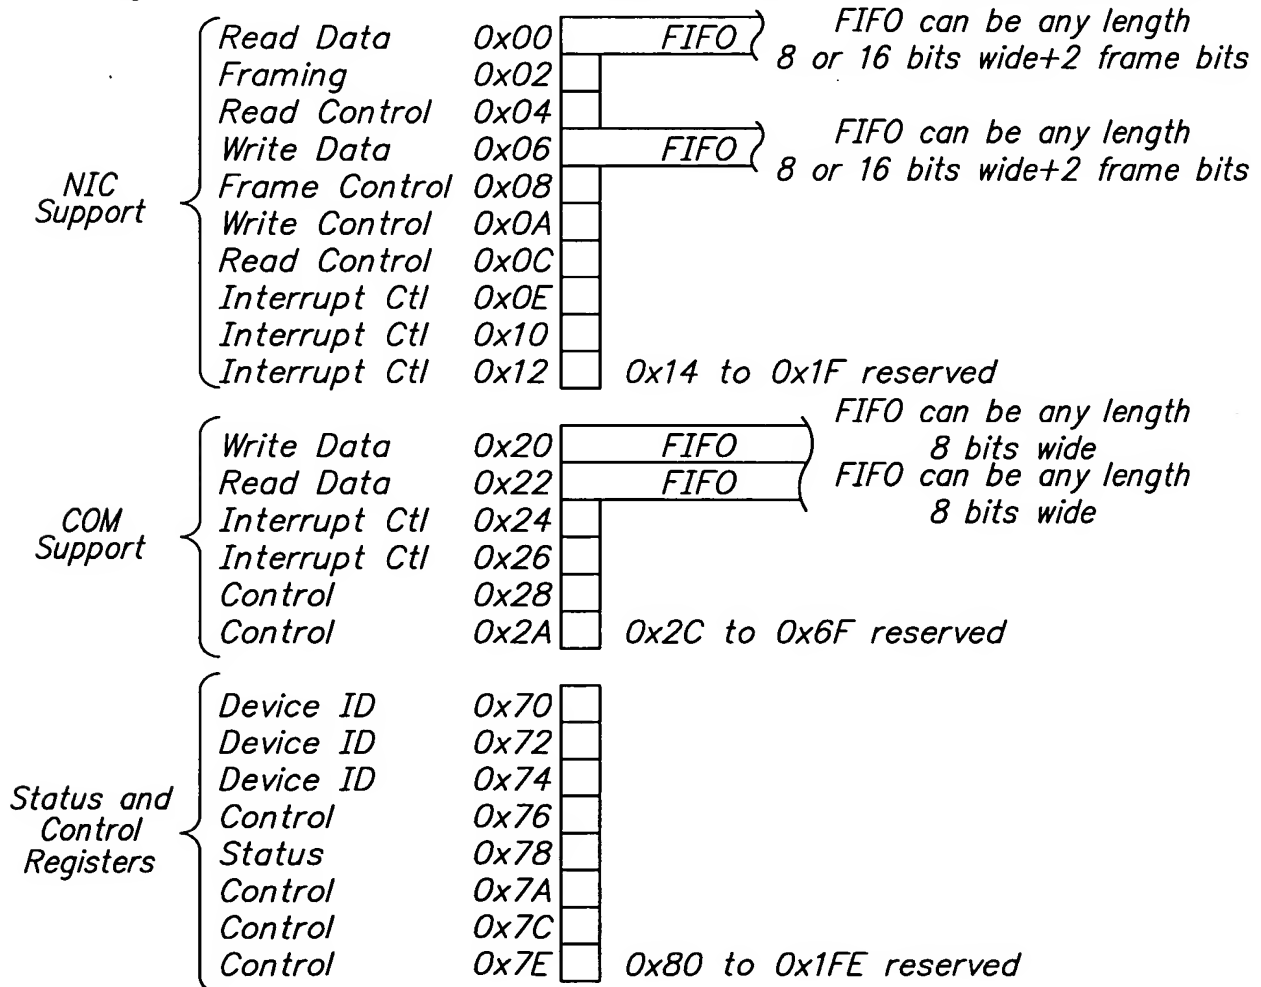 Read Data 0x00 FIFO FIFO can be any length
8 or 16 bits wide+2 frame bits
Framing 0x02
Read Control 0x04
Write Data 0x06 FIFO FIFO can be any length
8 or 16 bits wide+2 frame bits
NIC
Support
Frame Control 0x08
Write Control 0x0A
Read Control 0x0C
Interrupt Ctl 0x0E
Interrupt Ctl 0x10
Interrupt Ctl 0x12 0x14 to 0x1F reserved
Write Data 0x20 FIFO FIFO can be any length
8 bits wide
Read Data 0x22 FIFO FIFO can be any length
8 bits wide
COM
Support
Interrupt Ctl 0x24
Interrupt Ctl 0x26
Control 0x28
Control 0x2A 0x2C to 0x6F reserved
Device ID 0x70
Device ID 0x72
Device ID 0x74
Status and
Control
Registers
Control 0x76
Status 0x78
Control 0x7A
Control 0x7C
Control 0x7E 0x80 to 0x1FE reserved